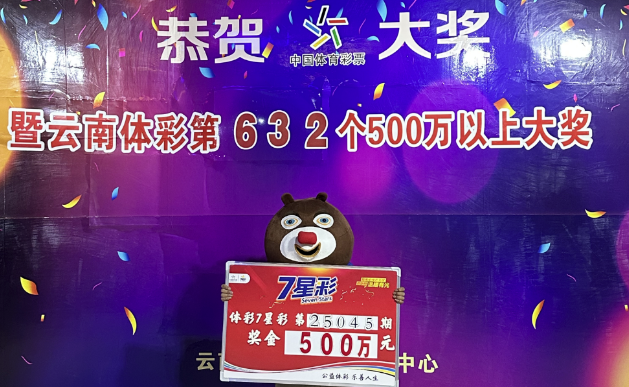 恭贺 中国体育彩票 大奖
暨云南体彩第632个500万以上大奖
7星彩
Seven Stars
体彩7星彩 第25045期
奖金 500万元
公益体彩 乐善人生
云 中心